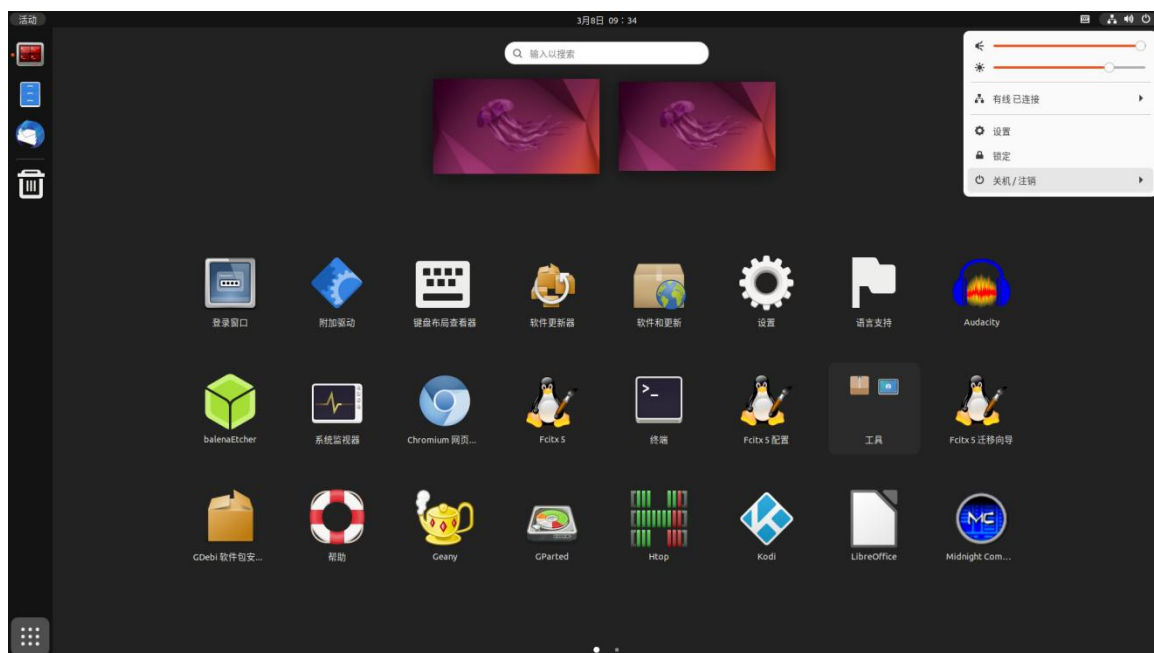 活动
3月8日 09：34
输入以搜索
有线 已连接
设置
锁定
关机/注销
登录窗口
附加驱动
键盘布局查看器
软件更新器
软件和更新
设置
语言支持
Audacity
balenaEtcher
系统监视器
Chromium 网页...
Fcitx 5
终端
Fcitx 5 配置
工具
Fcitx 5 迁移向导
GDebi 软件包安...
帮助
Geany
GParted
Htop
Kodi
LibreOffice
Midnight Com...
>_
MC